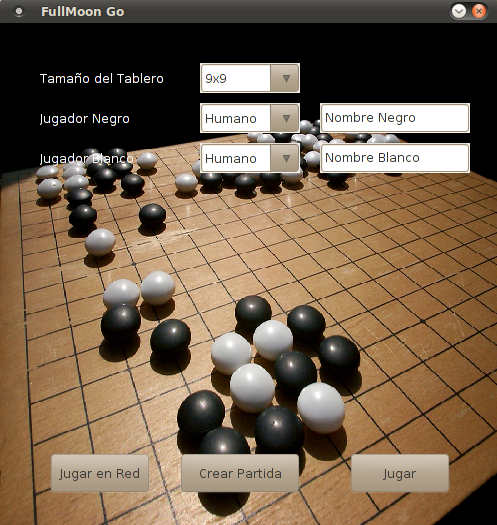 FullMoon Go
Tamaño del Tablero 9x9
Jugador Negro Humano Nombre Negro
Jugador Blanco Humano Nombre Blanco
Jugar en Red Crear Partida Jugar